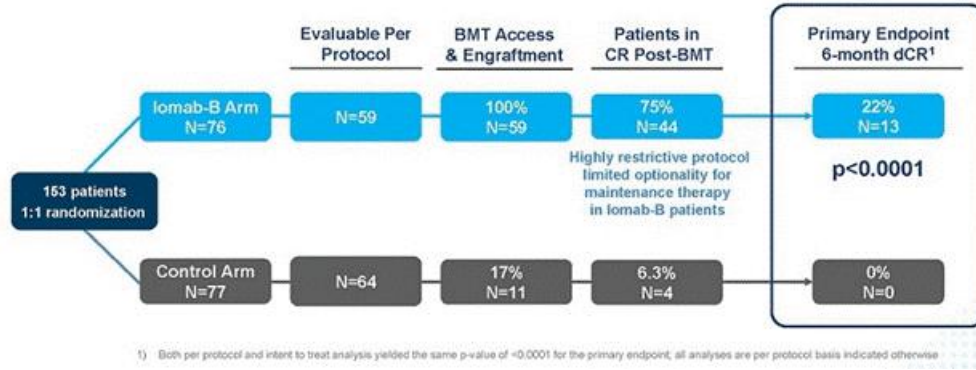 Evaluable Per
Protocol
BMT Access
& Engraftment
Patients in
CR Post-BMT
Primary Endpoint
6-month dCR¹
Iomab-B Arm
N=76
N=59
100%
N=59
75%
N=44
22%
N=13
Highly restrictive protocol
limited optionality for
maintenance therapy
in Iomab-B patients
p<0.0001
153 patients
1:1 randomization
Control Arm
N=77
N=64
17%
N=11
6.3%
N=4
0%
N=0
1) Both per protocol and intent to treat analysis yielded the same p-value of <0.0001 for the primary endpoint, all analyses are per protocol basis indicated otherwise